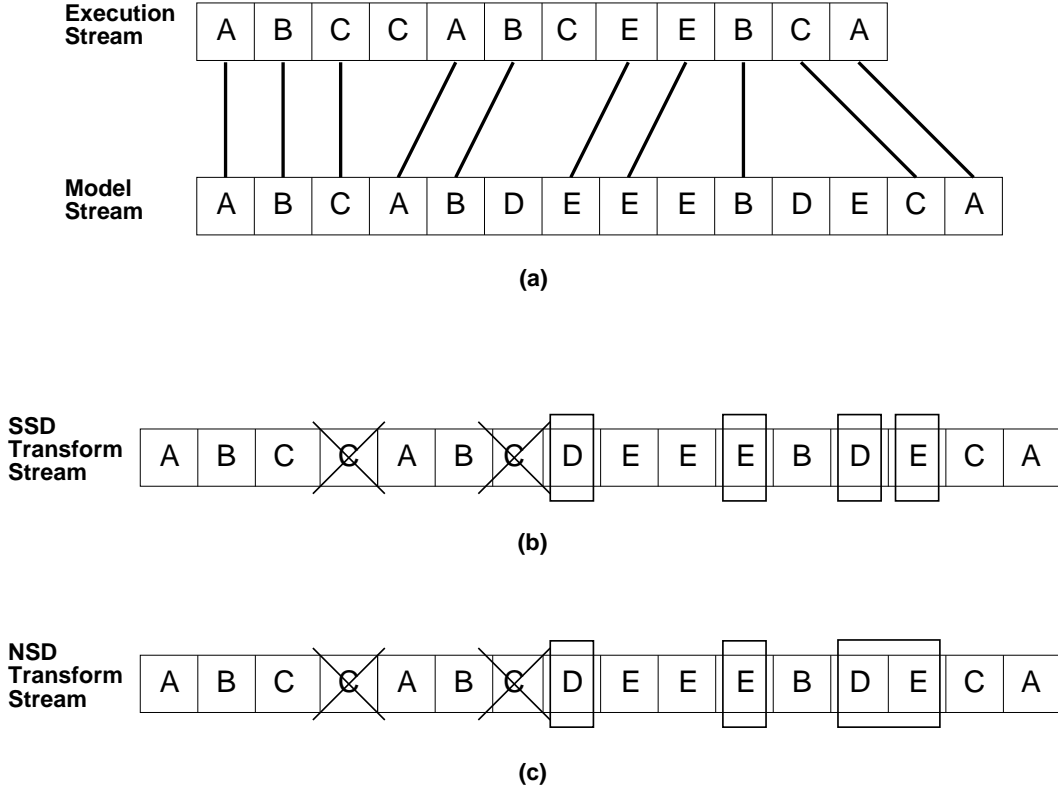 Execution
Stream
A B C C A B C E E B C A
Model
Stream
A B C A B D E E E B D E C A
(a)
SSD
Transform
Stream
A B C C A B C D E E E B D E C A
(b)
NSD
Transform
Stream
A B C C A B C D E E E B D E C A
(c)